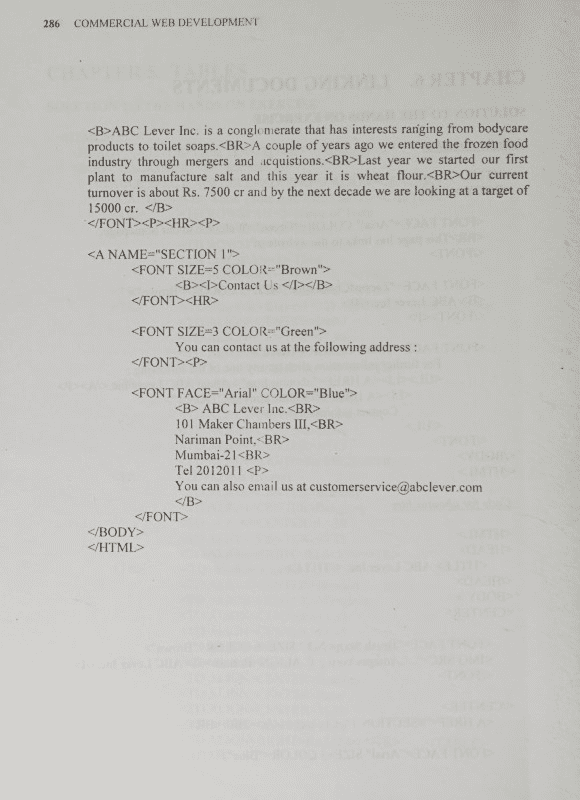 286 COMMERCIAL WEB DEVELOPMENT
<B>ABC Lever Inc. is a conglomerate that has interests ranging from bodycare
products to toilet soaps.<BR>A couple of years ago we entered the frozen food
industry through mergers and acquistions.<BR>Last year we started our first
plant to manufacture salt and this year it is wheat flour.<BR>Our current
turnover is about Rs. 7500 cr and by the next decade we are looking at a target of
15000 cr. </B>
</FONT><P><HR><P>
<A NAME="SECTION 1">
<FONT SIZE=5 COLOR="Brown">
<B><I>Contact Us </I></B>
</FONT><HR>
<FONT SIZE=3 COLOR="Green">
You can contact us at the following address :
</FONT><P>
<FONT FACE="Arial" COLOR="Blue">
<B> ABC Lever Inc.<BR>
101 Maker Chambers III,<BR>
Nariman Point,<BR>
Mumbai-21<BR>
Tel 2012011 <P>
You can also email us at customerservice@abclever.com
</B>
</FONT>
</BODY>
</HTML>